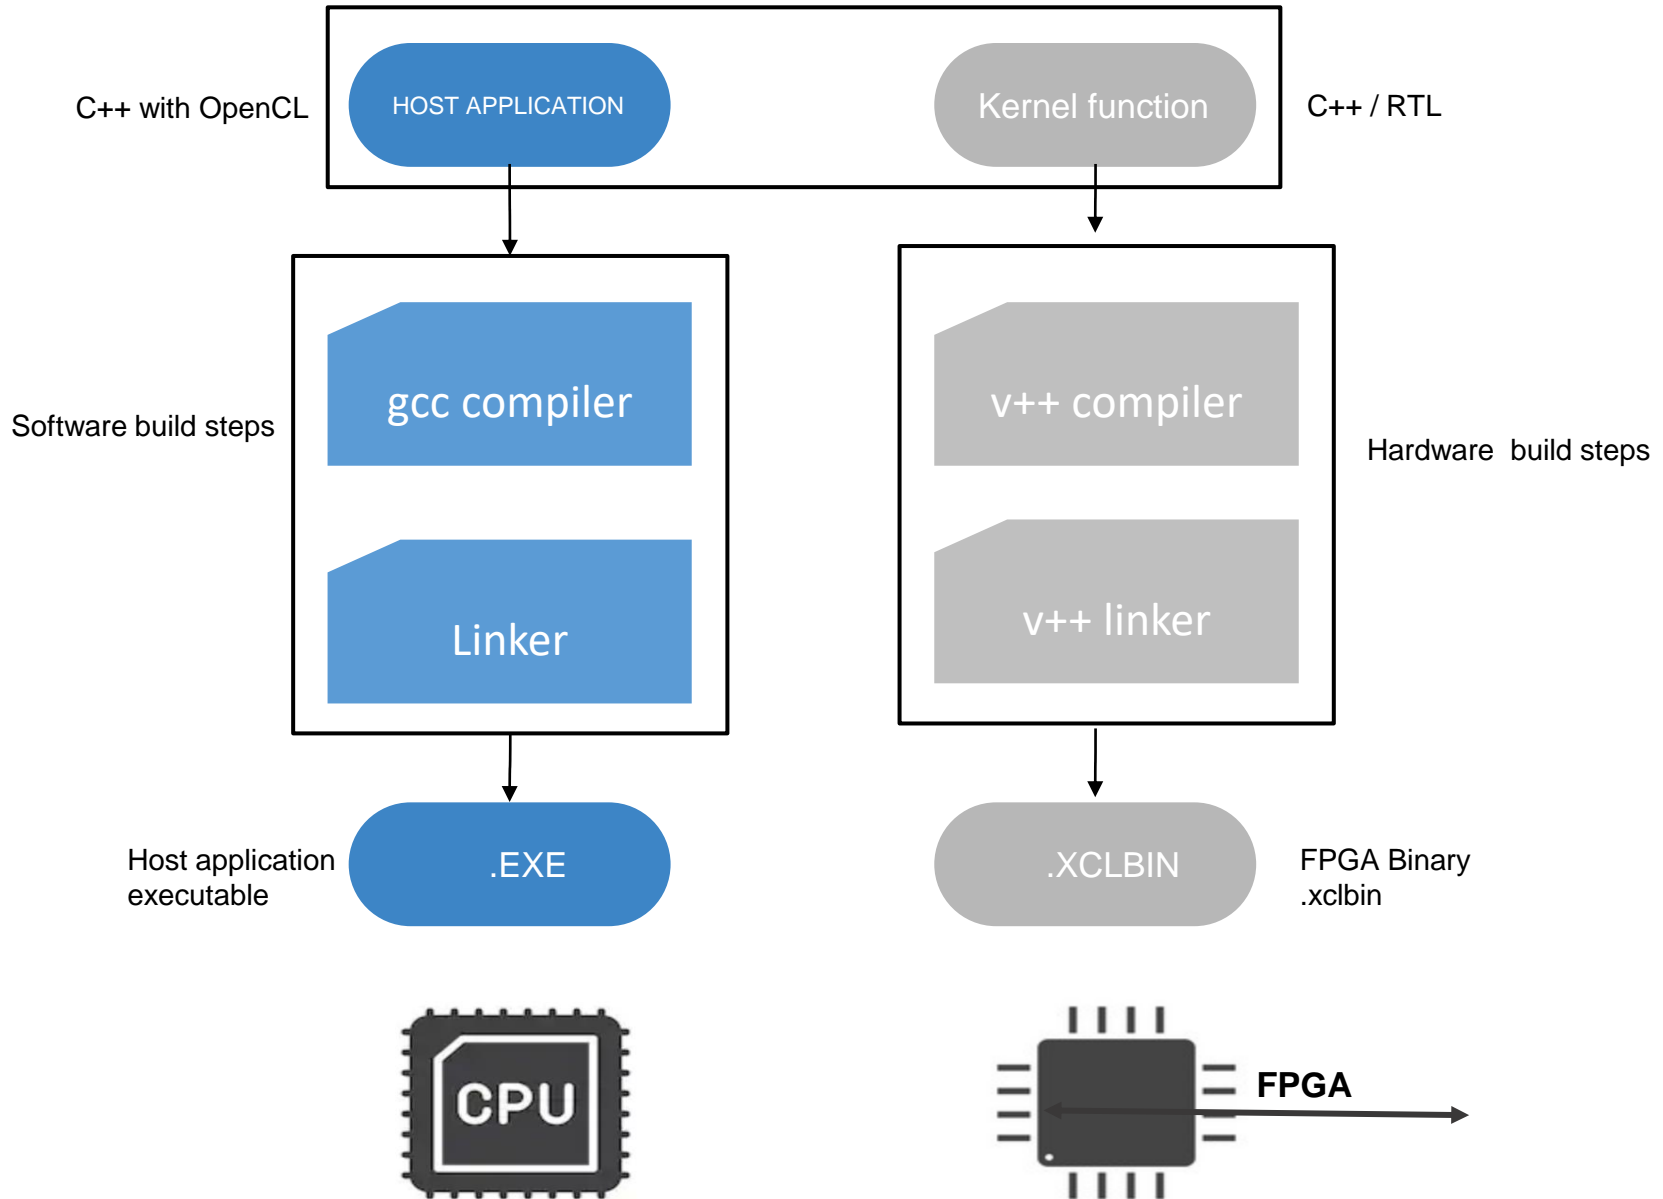 C++ with OpenCL
HOST APPLICATION
Kernel function
C++ / RTL
Software build steps
gcc compiler
Linker
v++ compiler
v++ linker
Hardware  build steps
Host application
executable
.EXE
.XCLBIN
FPGA Binary
.xclbin
CPU
FPGA